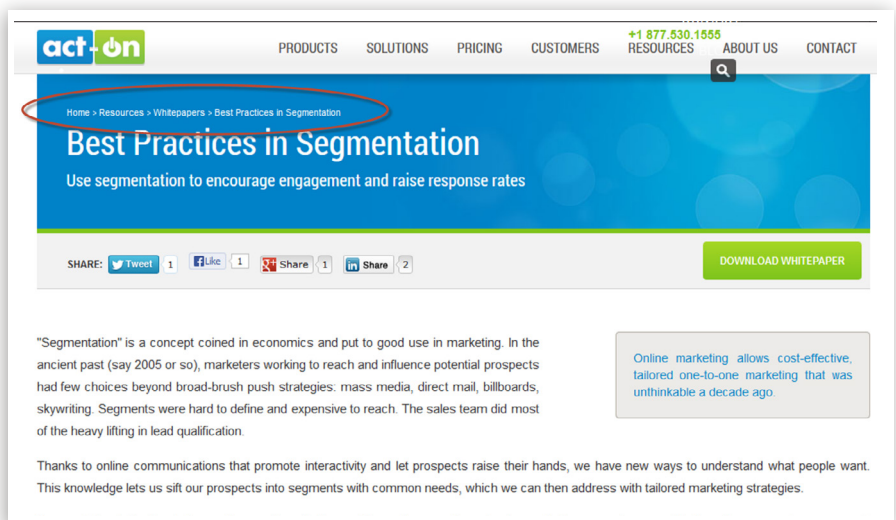 act-on
+1 877.530.1555
PRODUCTS SOLUTIONS PRICING CUSTOMERS RESOURCES ABOUT US CONTACT
Home > Resources > Whitepapers > Best Practices in Segmentation
Best Practices in Segmentation
Use segmentation to encourage engagement and raise response rates
SHARE: Tweet 1 Like 1 Share 1 Share 2
DOWNLOAD WHITEPAPER
"Segmentation" is a concept coined in economics and put to good use in marketing. In the
ancient past (say 2005 or so), marketers working to reach and influence potential prospects
had few choices beyond broad-brush push strategies: mass media, direct mail, billboards,
skywriting. Segments were hard to define and expensive to reach. The sales team did most
of the heavy lifting in lead qualification.
Online marketing allows cost-effective,
tailored one-to-one marketing that was
unthinkable a decade ago.
Thanks to online communications that promote interactivity and let prospects raise their hands, we have new ways to understand what people want.
This knowledge lets us sift our prospects into segments with common needs, which we can then address with tailored marketing strategies.